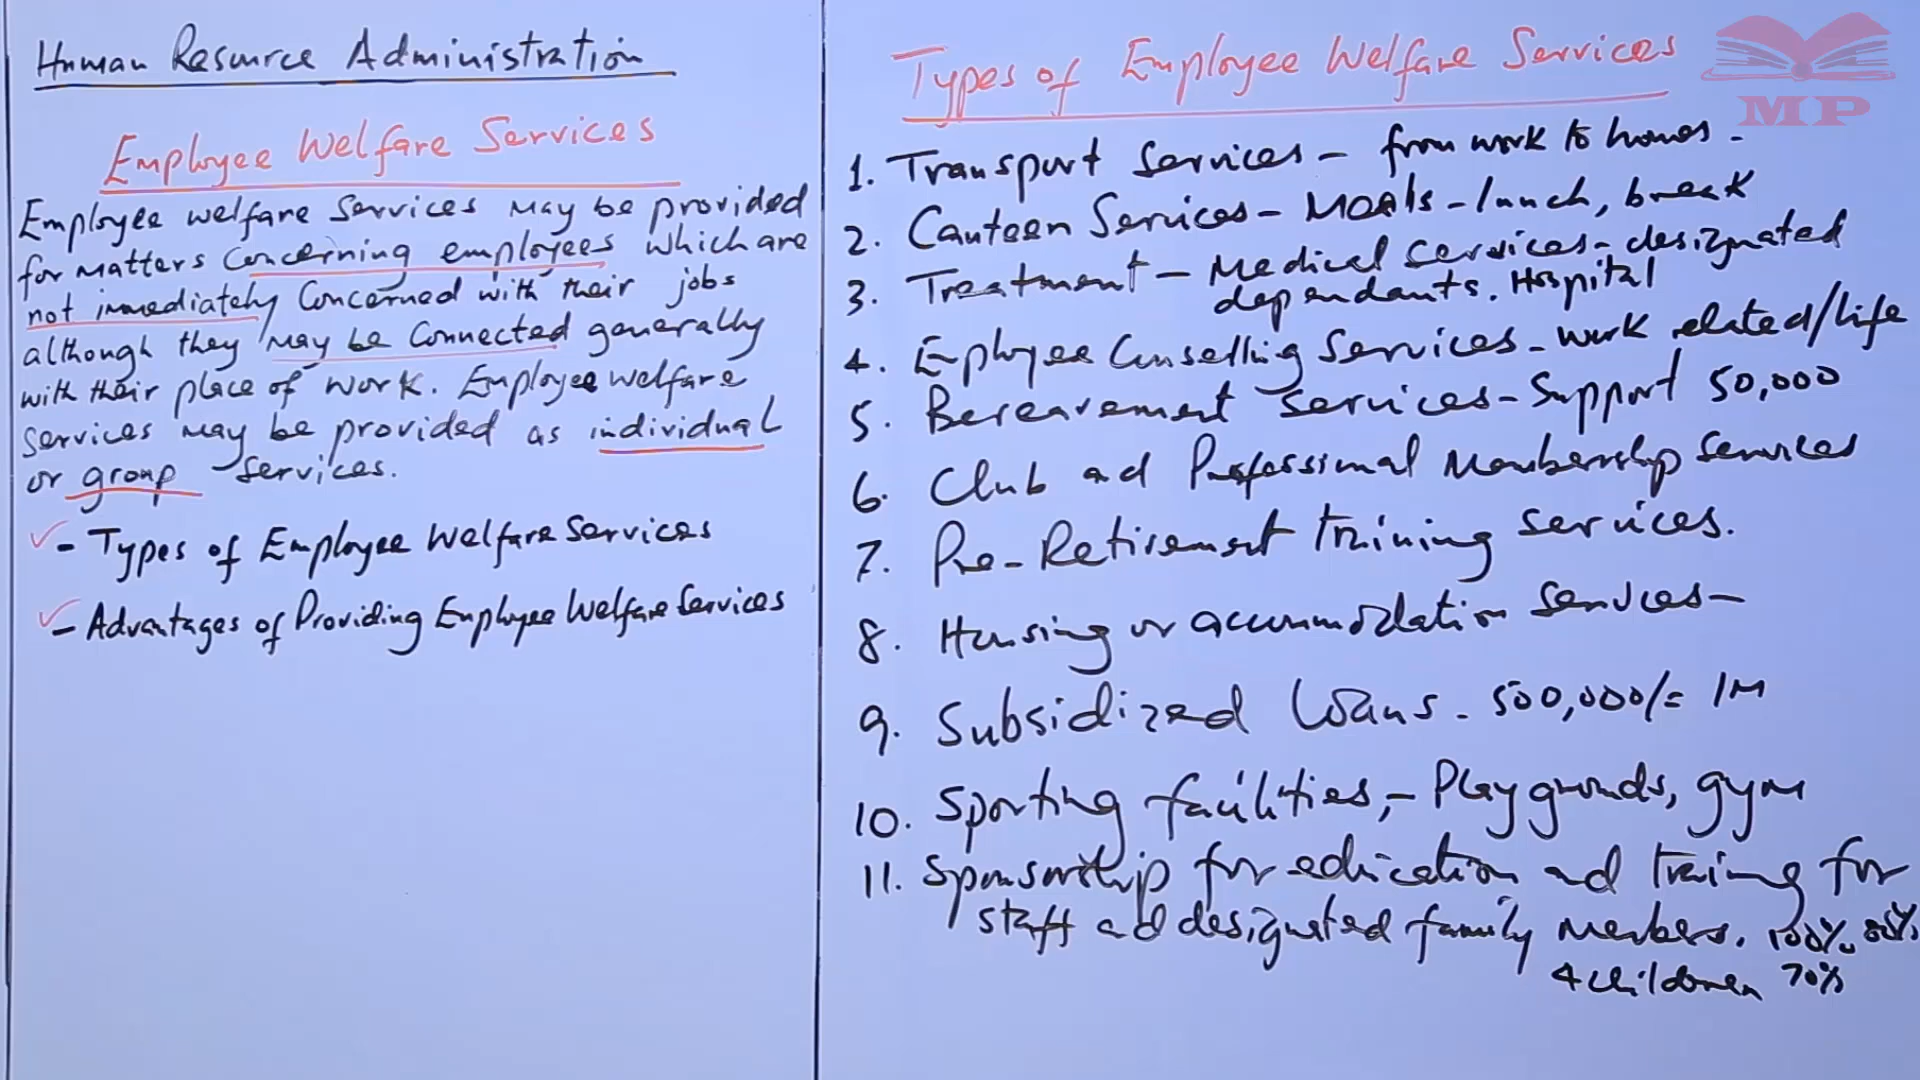 Human Resource Administration
Employee Welfare Services
Employee welfare Services may be provided
for matters concerning employees which are
not immediately Concerned with their jobs
although they may be Connected generally
with their place of work. Employee welfare
services may be provided as individual
or group services.
- Types of Employee Welfare Services
- Advantages of Providing Employee Welfare Services
Types of Employee Welfare Services
MP
1. Transport Services - from work to homes -
2. Canteen Services - Meals - lunch, break
3. Treatment - Medical services - designated
dependants. Hospital
4. Employee Counselling Services - work related/life
5. Bereavement Services - Support 50,000
6. Club and Professional Membership Services
7. Pre-Retirement training services.
8. Housing or accommodation services -
9. Subsidized loans - 500,000/= 1M
10. Sporting facilities, - Playgrounds, gym
11. Sponsorship for education and training for
staff and designated family members. 100%
4 children 70%